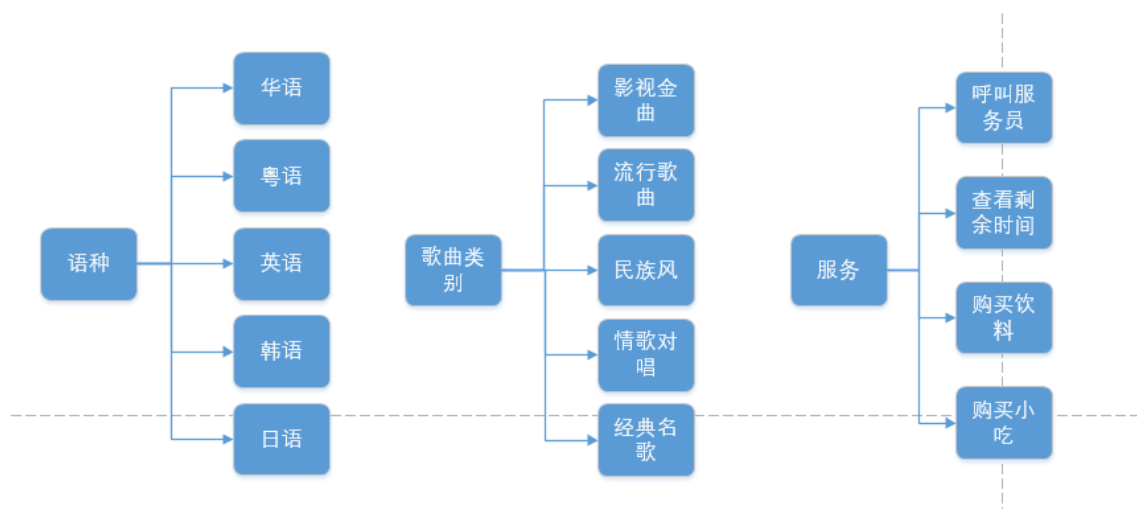 语种
华语
粤语
英语
韩语
日语
歌曲类
别
影视金
曲
流行歌
曲
民族风
情歌对
唱
经典名
歌
服务
呼叫服
务员
查看剩
余时间
购买饮
料
购买小
吃